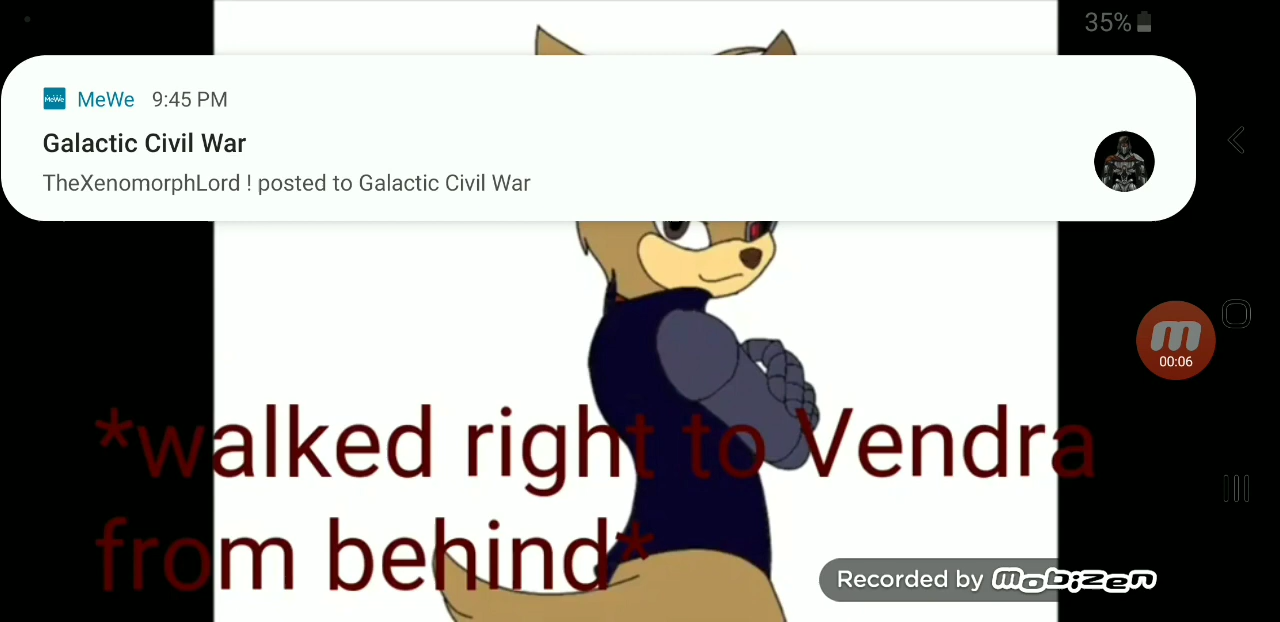 35%
MeWe 9:45 PM
Galactic Civil War
TheXenomorphLord ! posted to Galactic Civil War
00:06
*walked right to Vendra
from behind*
Recorded by mobizen